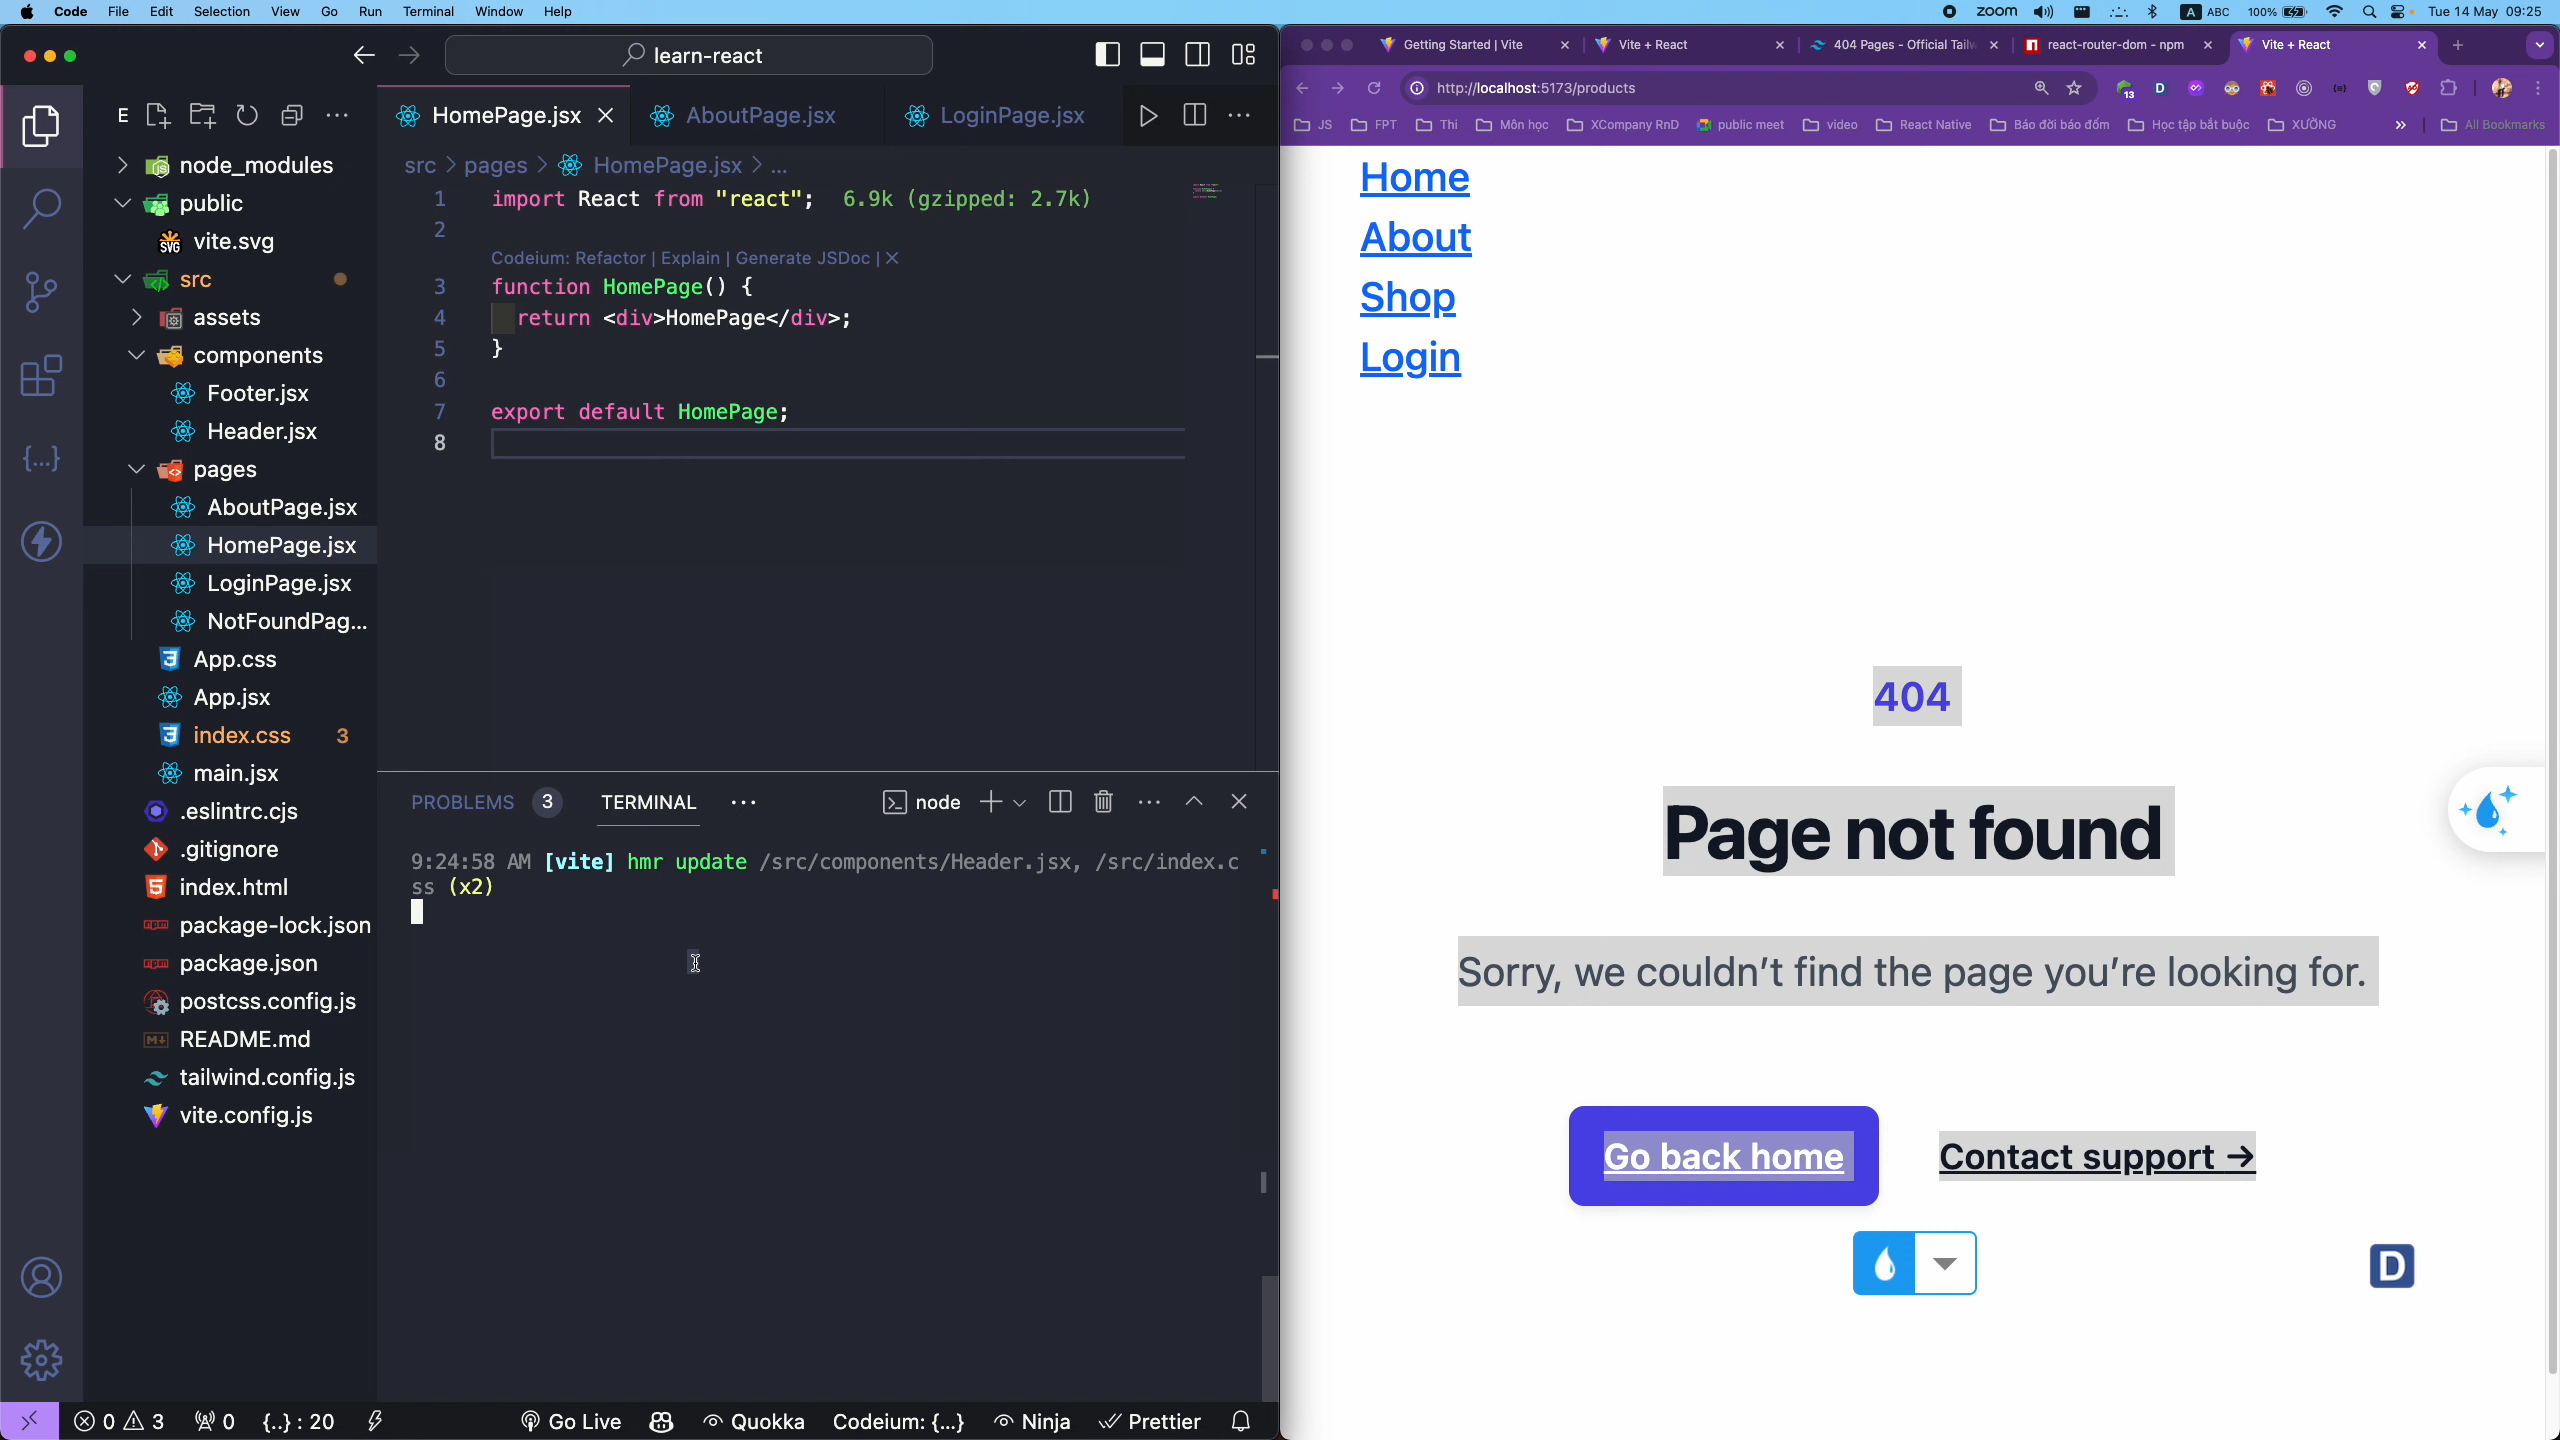 Code File Edit Selection View Go Run Terminal Window Help
zoom A ABC 100% Tue 14 May 09:25
learn-react
E
node_modules
public
vite.svg
src
assets
components
Footer.jsx
Header.jsx
pages
AboutPage.jsx
HomePage.jsx
LoginPage.jsx
NotFoundPag...
App.css
App.jsx
index.css 3
main.jsx
.eslintrc.cjs
.gitignore
index.html
package-lock.json
package.json
postcss.config.js
README.md
tailwind.config.js
vite.config.js
HomePage.jsx AboutPage.jsx LoginPage.jsx
src > pages > HomePage.jsx > ...
1 import React from "react"; 6.9k (gzipped: 2.7k)
2
Codeium: Refactor | Explain | Generate JSDoc | X
3 function HomePage() {
4 return <div>HomePage</div>;
5 }
6
7 export default HomePage;
8
PROBLEMS 3 TERMINAL ... node
9:24:58 AM [vite] hmr update /src/components/Header.jsx, /src/index.c
ss (x2)
0 3 0 {..} : 20 Go Live Quokka Codeium: {...} Ninja Prettier
Getting Started | Vite
Vite + React
404 Pages - Official Tailw
react-router-dom - npm
Vite + React
http://localhost:5173/products
13 D
JS FPT Thi Môn học XCompany RnD public meet video React Native Báo đời báo đốm Học tập bắt buộc XƯỞNG » All Bookmarks
Home
About
Shop
Login
404
Page not found
Sorry, we couldn't find the page you're looking for.
Go back home Contact support →
D